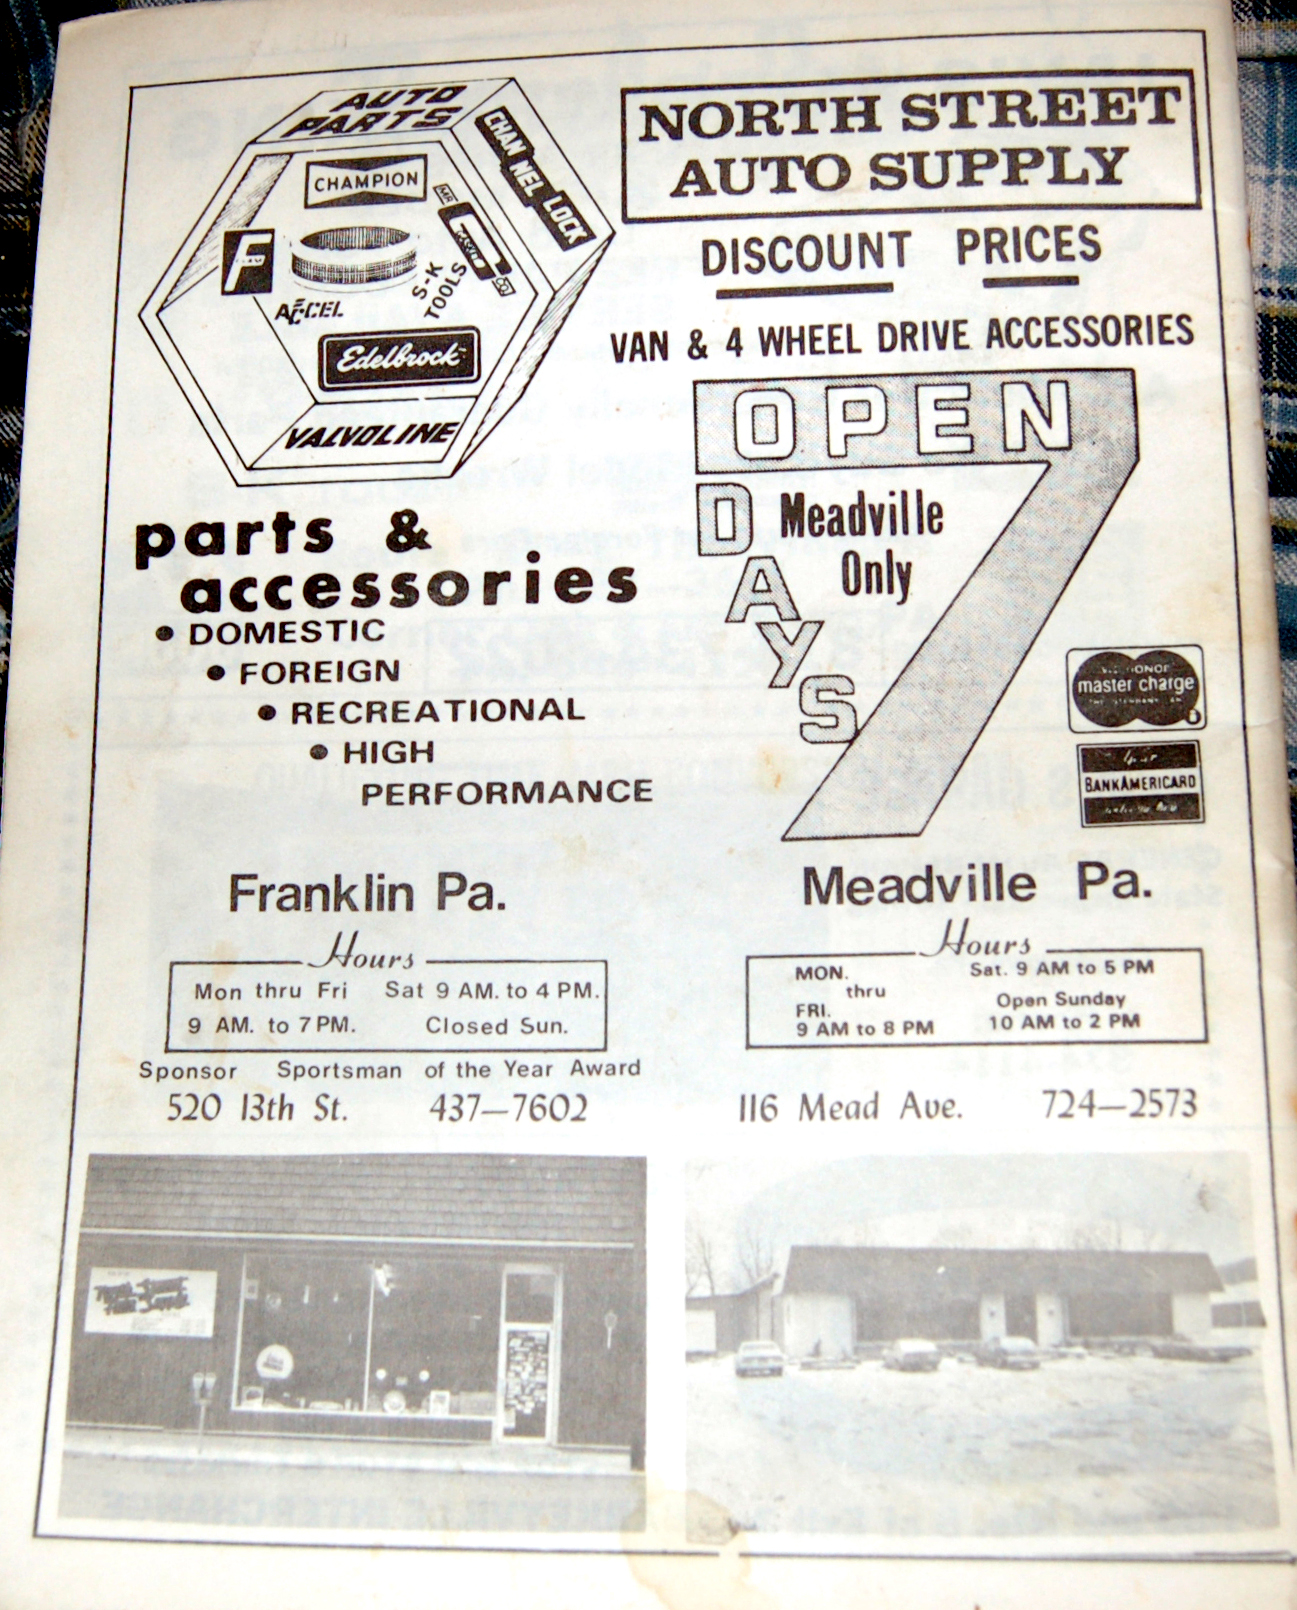 AUTO
PARTS
CHAN NEL LOCK
CHAMPION
MR
F
S-K
TOOLS
ACCEL
Edelbrock
VALVOLINE
NORTH STREET
AUTO SUPPLY
DISCOUNT PRICES
VAN & 4 WHEEL DRIVE ACCESSORIES
OPEN
7
DAYS
Meadville
Only
parts &
accessories
• DOMESTIC
• FOREIGN
• RECREATIONAL
• HIGH
PERFORMANCE
master charge
BANKAMERICARD
Franklin Pa.
Hours
Mon thru Fri Sat 9 AM. to 4 PM.
9 AM. to 7 PM. Closed Sun.
Sponsor Sportsman of the Year Award
520 13th St. 437-7602
Meadville Pa.
Hours
MON. Sat. 9 AM to 5 PM
thru
FRI. Open Sunday
9 AM to 8 PM 10 AM to 2 PM
116 Mead Ave. 724-2573